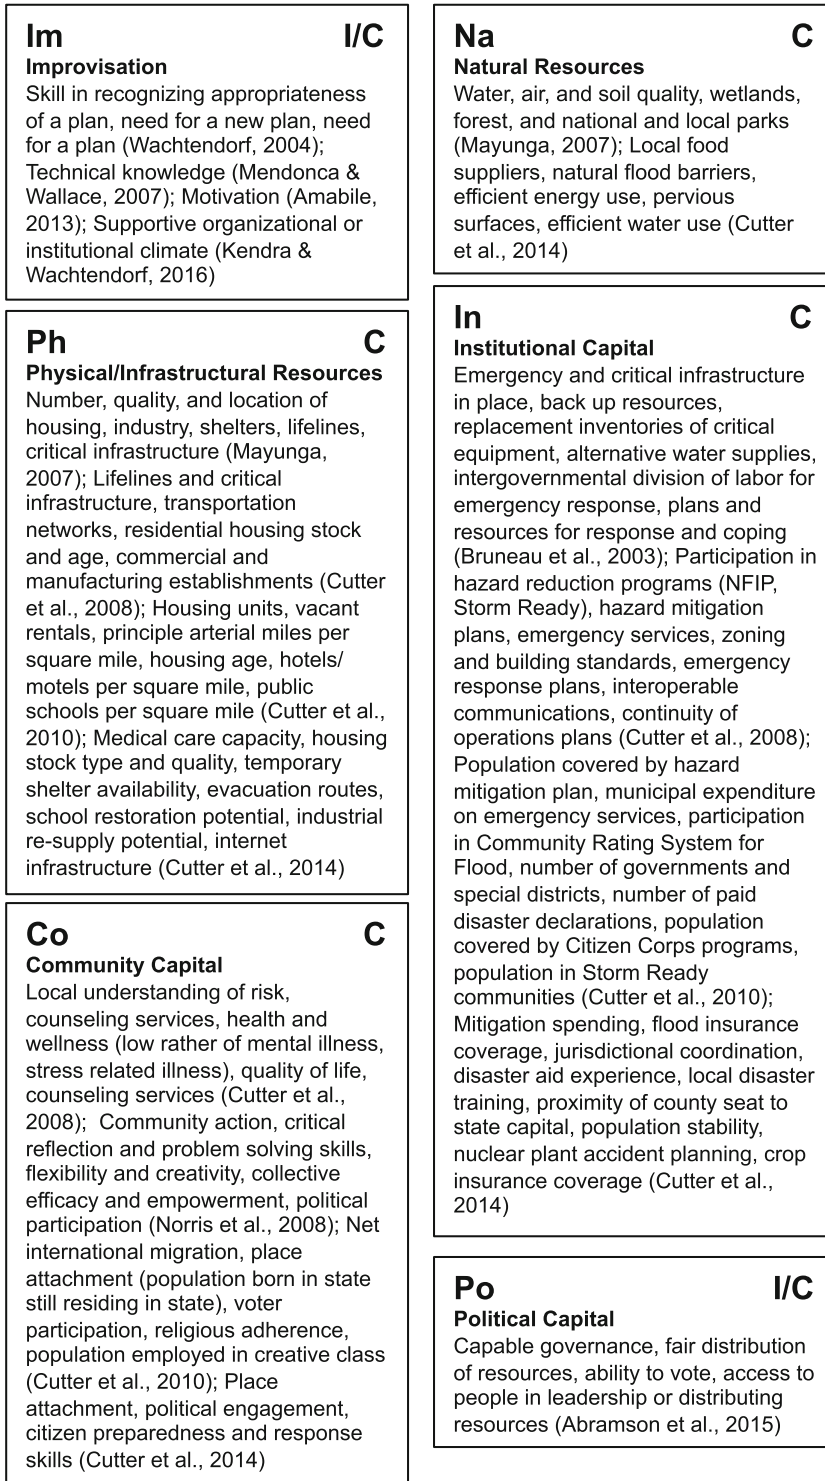 Im I/C
Improvisation
Skill in recognizing appropriateness
of a plan, need for a new plan, need
for a plan (Wachtendorf, 2004);
Technical knowledge (Mendonca &
Wallace, 2007); Motivation (Amabile,
2013); Supportive organizational or
institutional climate (Kendra &
Wachtendorf, 2016)
Ph C
Physical/Infrastructural Resources
Number, quality, and location of
housing, industry, shelters, lifelines,
critical infrastructure (Mayunga,
2007); Lifelines and critical
infrastructure, transportation
networks, residential housing stock
and age, commercial and
manufacturing establishments (Cutter
et al., 2008); Housing units, vacant
rentals, principle arterial miles per
square mile, housing age, hotels/
motels per square mile, public
schools per square mile (Cutter et al.,
2010); Medical care capacity, housing
stock type and quality, temporary
shelter availability, evacuation routes,
school restoration potential, industrial
re-supply potential, internet
infrastructure (Cutter et al., 2014)
Co C
Community Capital
Local understanding of risk,
counseling services, health and
wellness (low rather of mental illness,
stress related illness), quality of life,
counseling services (Cutter et al.,
2008);  Community action, critical
reflection and problem solving skills,
flexibility and creativity, collective
efficacy and empowerment, political
participation (Norris et al., 2008); Net
international migration, place
attachment (population born in state
still residing in state), voter
participation, religious adherence,
population employed in creative class
(Cutter et al., 2010); Place
attachment, political engagement,
citizen preparedness and response
skills (Cutter et al., 2014)
Na C
Natural Resources
Water, air, and soil quality, wetlands,
forest, and national and local parks
(Mayunga, 2007); Local food
suppliers, natural flood barriers,
efficient energy use, pervious
surfaces, efficient water use (Cutter
et al., 2014)
In C
Institutional Capital
Emergency and critical infrastructure
in place, back up resources,
replacement inventories of critical
equipment, alternative water supplies,
intergovernmental division of labor for
emergency response, plans and
resources for response and coping
(Bruneau et al., 2003); Participation in
hazard reduction programs (NFIP,
Storm Ready), hazard mitigation
plans, emergency services, zoning
and building standards, emergency
response plans, interoperable
communications, continuity of
operations plans (Cutter et al., 2008);
Population covered by hazard
mitigation plan, municipal expenditure
on emergency services, participation
in Community Rating System for
Flood, number of governments and
special districts, number of paid
disaster declarations, population
covered by Citizen Corps programs,
population in Storm Ready
communities (Cutter et al., 2010);
Mitigation spending, flood insurance
coverage, jurisdictional coordination,
disaster aid experience, local disaster
training, proximity of county seat to
state capital, population stability,
nuclear plant accident planning, crop
insurance coverage (Cutter et al.,
2014)
Po I/C
Political Capital
Capable governance, fair distribution
of resources, ability to vote, access to
people in leadership or distributing
resources (Abramson et al., 2015)